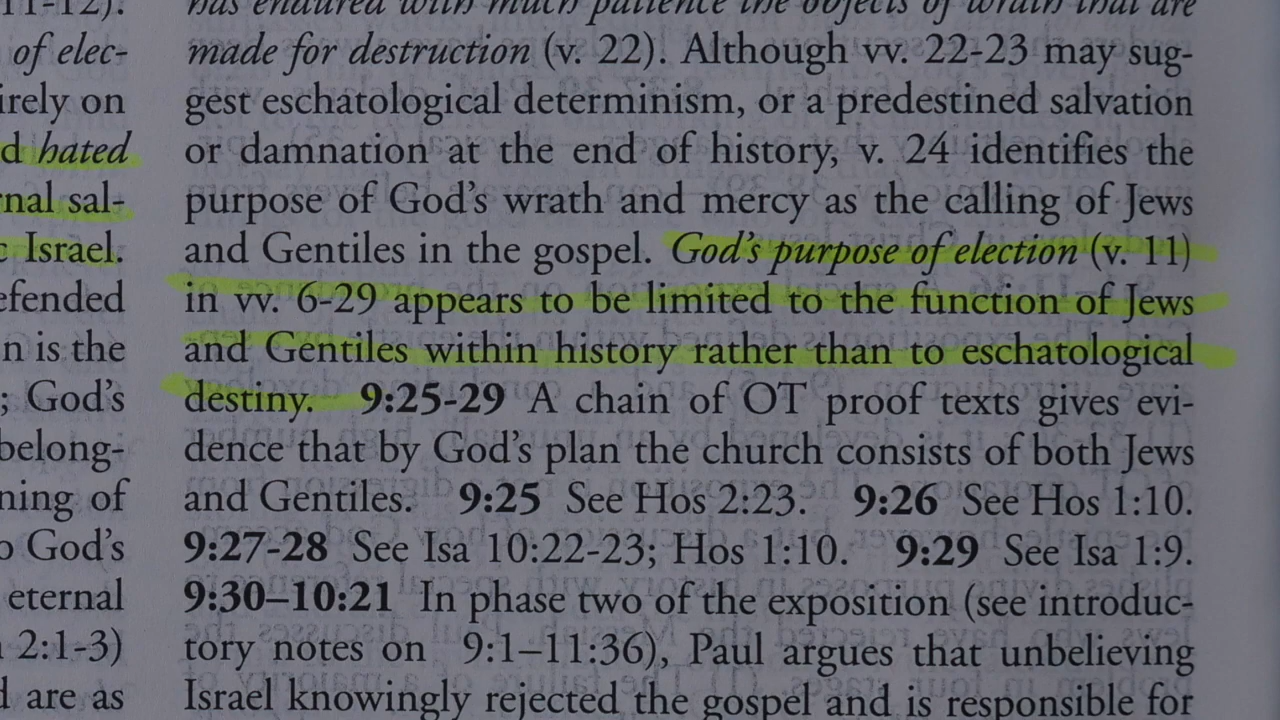 11-12).
of elec-
irely on
d hated
nal sal-
c Israel.
efended
n is the
; God's
belong-
ning of
o God's
eternal
2:1-3)
d are as
has endured with much patience the objects of wrath that are
made for destruction (v. 22). Although vv. 22-23 may sug-
gest eschatological determinism, or a predestined salvation
or damnation at the end of history, v. 24 identifies the
purpose of God's wrath and mercy as the calling of Jews
and Gentiles in the gospel. God's purpose of election (v. 11)
in vv. 6-29 appears to be limited to the function of Jews
and Gentiles within history rather than to eschatological
destiny. 9:25-29 A chain of OT proof texts gives evi-
dence that by God's plan the church consists of both Jews
and Gentiles. 9:25 See Hos 2:23. 9:26 See Hos 1:10.
9:27-28 See Isa 10:22-23; Hos 1:10. 9:29 See Isa 1:9.
9:30–10:21 In phase two of the exposition (see introduc-
tory notes on 9:1–11:36), Paul argues that unbelieving
Israel knowingly rejected the gospel and is responsible for